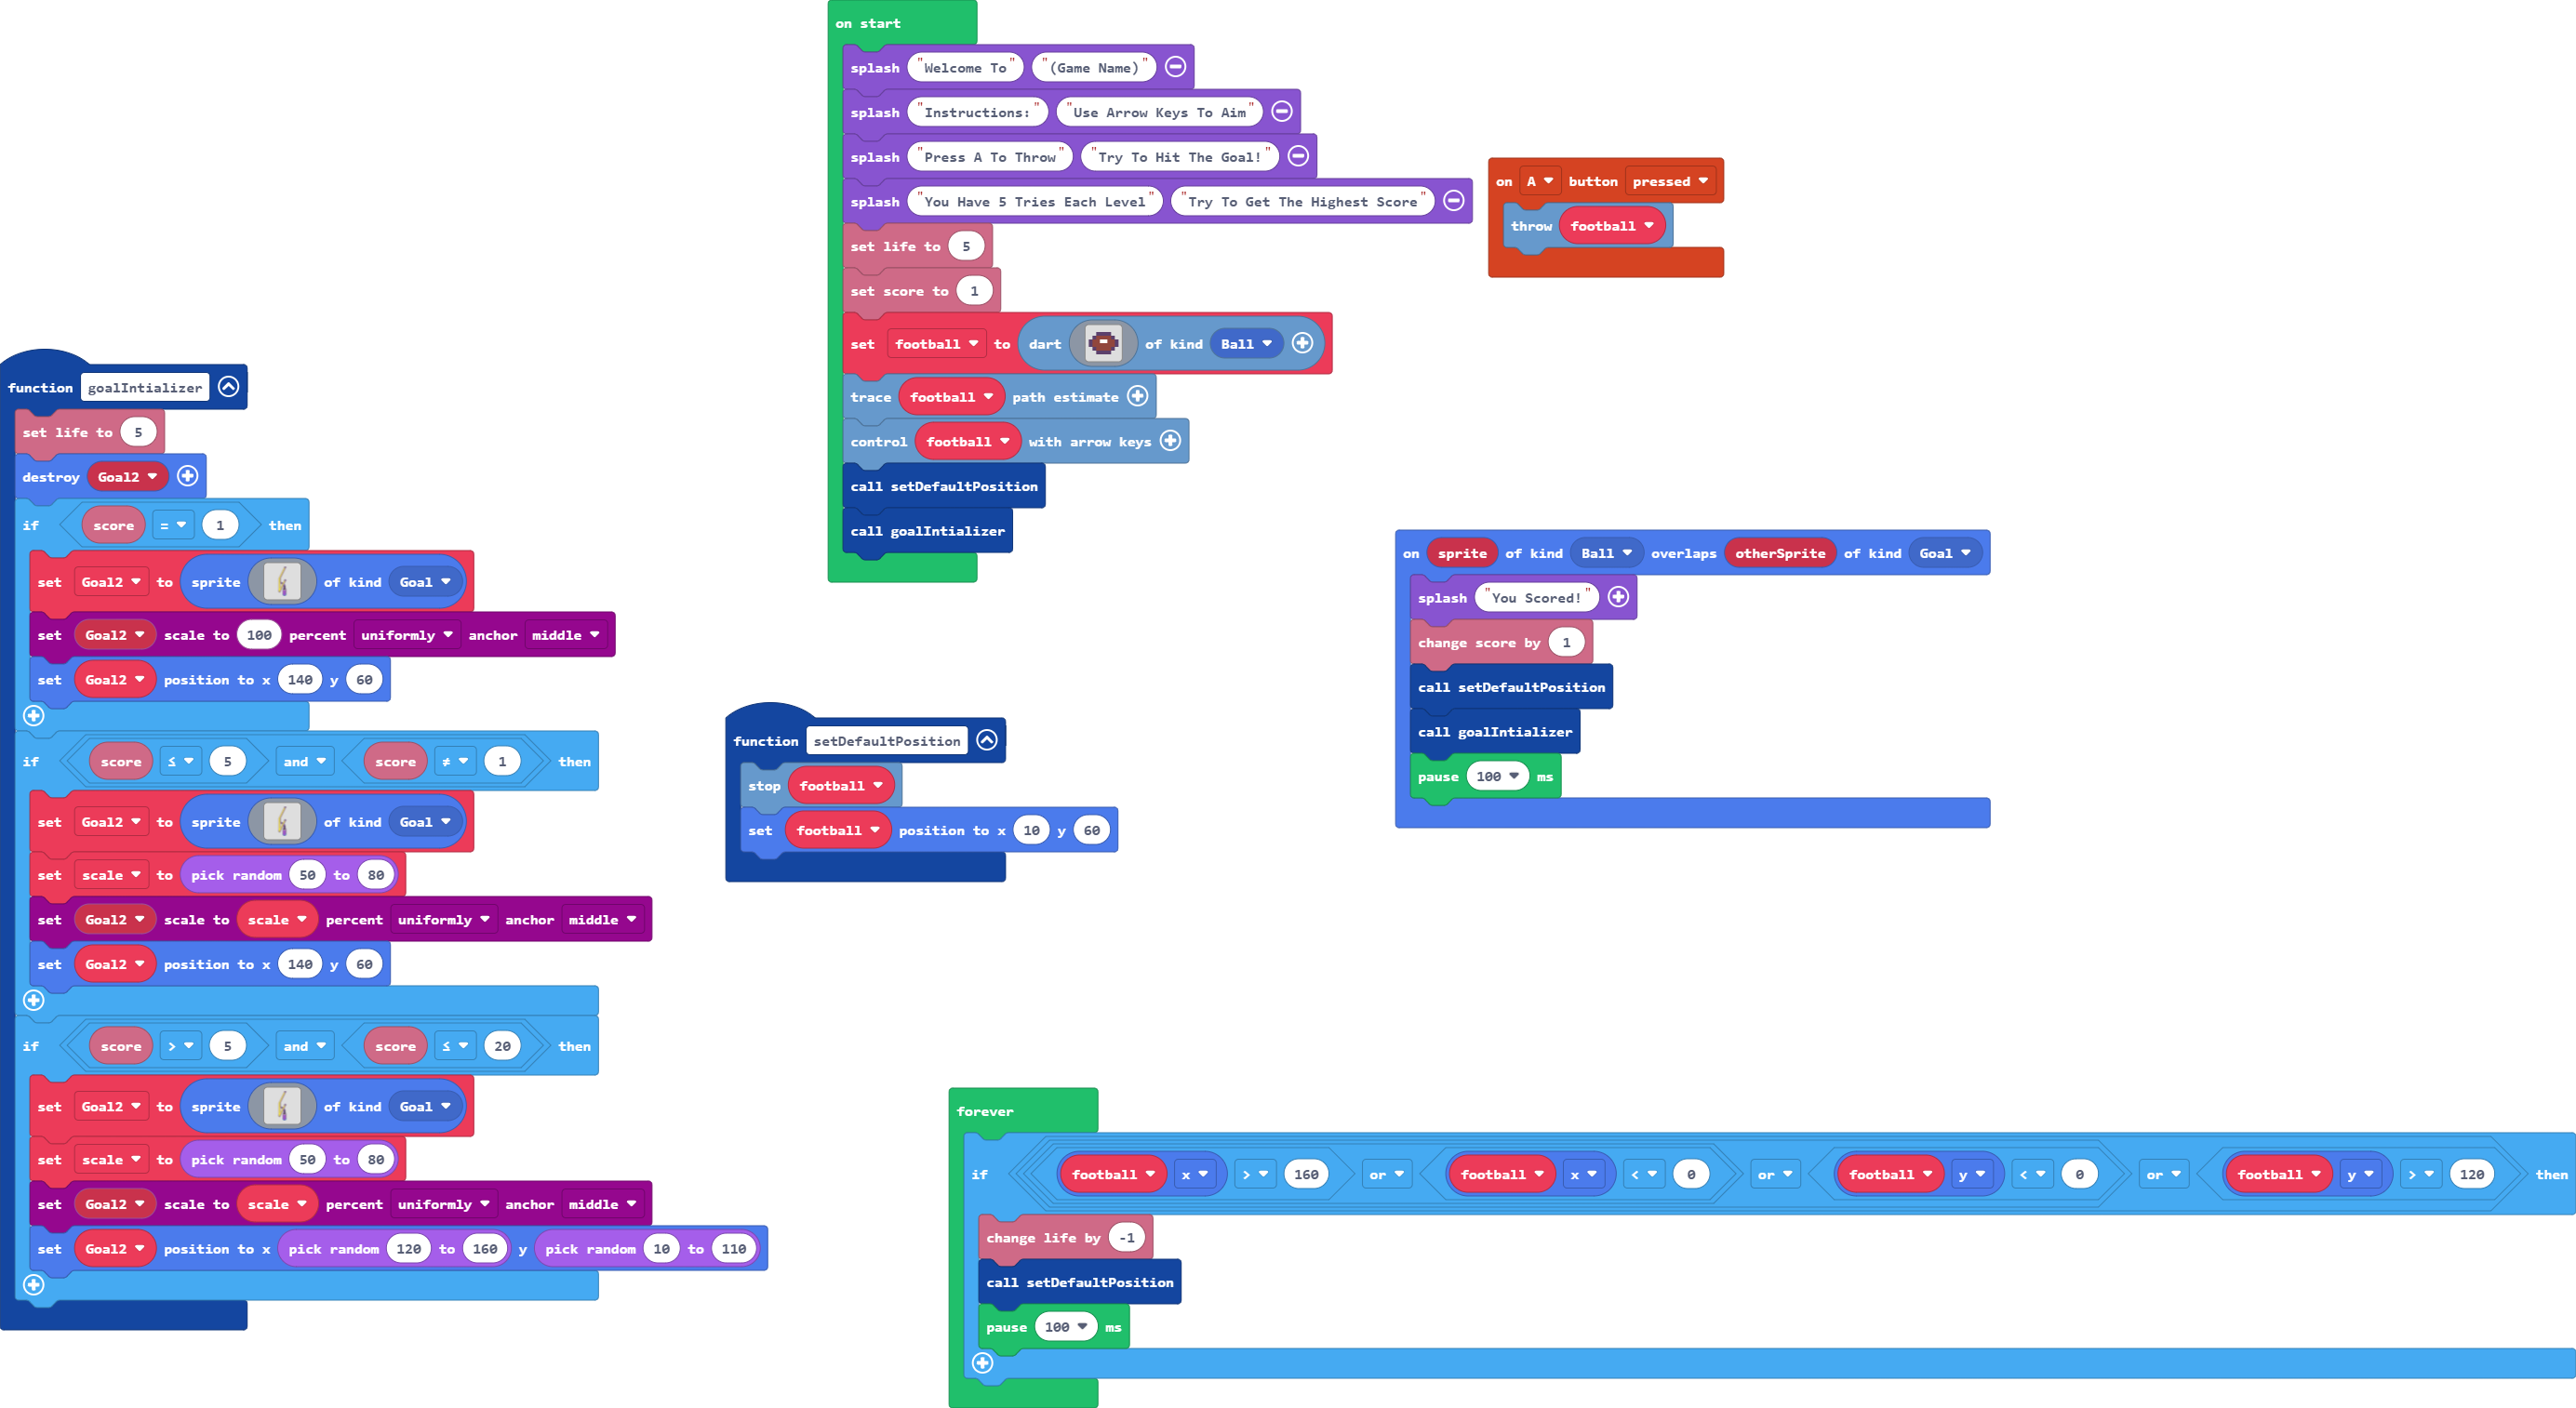 on start
splash "Welcome To" "(Game Name)"
splash "Instructions:" "Use Arrow Keys To Aim"
splash "Press A To Throw" "Try To Hit The Goal!"
splash "You Have 5 Tries Each Level" "Try To Get The Highest Score"
set life to 5
set score to 1
set football to dart of kind Ball
trace football path estimate
control football with arrow keys
call setDefaultPosition
call goalIntializer
on A button pressed
throw football
function goalIntializer
set life to 5
destroy Goal2
if score = 1 then
set Goal2 to sprite of kind Goal
set Goal2 scale to 100 percent uniformly anchor middle
set Goal2 position to x 140 y 60
if score ≤ 5 and score ≠ 1 then
set Goal2 to sprite of kind Goal
set scale to pick random 50 to 80
set Goal2 scale to scale percent uniformly anchor middle
set Goal2 position to x 140 y 60
if score > 5 and score ≤ 20 then
set Goal2 to sprite of kind Goal
set scale to pick random 50 to 80
set Goal2 scale to scale percent uniformly anchor middle
set Goal2 position to x pick random 120 to 160 y pick random 10 to 110
function setDefaultPosition
stop football
set football position to x 10 y 60
on sprite of kind Ball overlaps otherSprite of kind Goal
splash "You Scored!"
change score by 1
call setDefaultPosition
call goalIntializer
pause 100 ms
forever
if football x > 160 or football x < 0 or football y < 0 or football y > 120 then
change life by -1
call setDefaultPosition
pause 100 ms